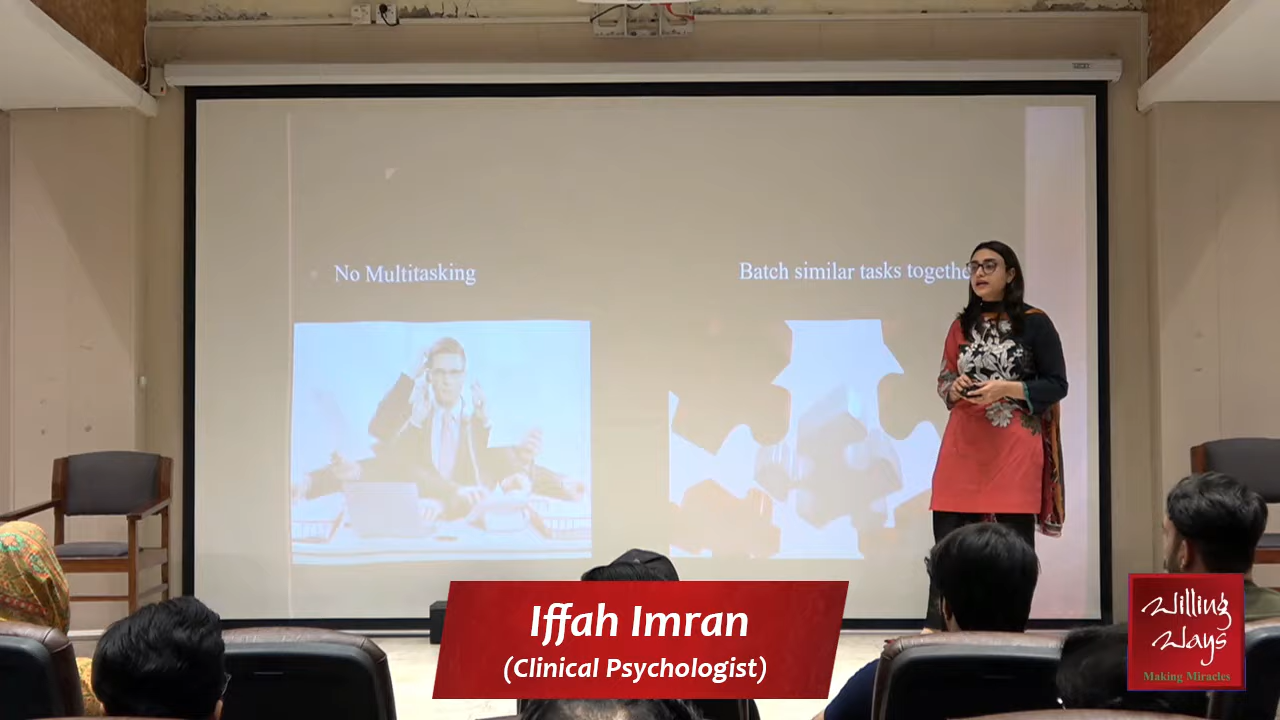 No Multitasking
Batch similar tasks togethe
Iffah Imran
(Clinical Psychologist)
Willing
Ways
Making Miracles